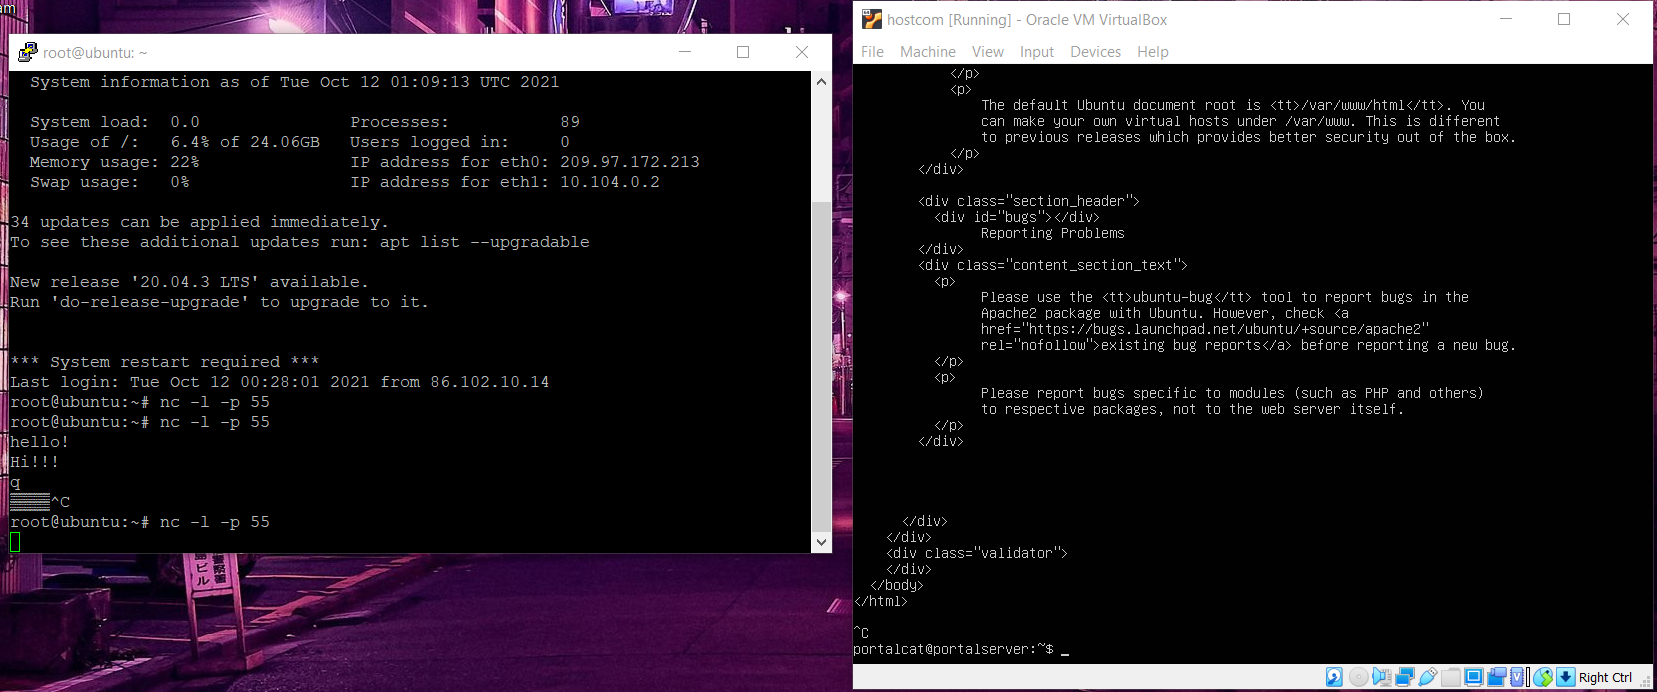 am
root@ubuntu: ~
System information as of Tue Oct 12 01:09:13 UTC 2021
System load:  0.0               Processes:           89
Usage of /:   6.4% of 24.06GB   Users logged in:     0
Memory usage: 22%               IP address for eth0: 209.97.172.213
Swap usage:   0%                IP address for eth1: 10.104.0.2
34 updates can be applied immediately.
To see these additional updates run: apt list --upgradable
New release '20.04.3 LTS' available.
Run 'do-release-upgrade' to upgrade to it.
*** System restart required ***
Last login: Tue Oct 12 00:28:01 2021 from 86.102.10.14
root@ubuntu:~# nc -l -p 55
root@ubuntu:~# nc -l -p 55
hello!
Hi!!!
q
^C
root@ubuntu:~# nc -l -p 55
hostcom [Running] - Oracle VM VirtualBox
File Machine View Input Devices Help
</p>
<p>
The default Ubuntu document root is <tt>/var/www/html</tt>. You
can make your own virtual hosts under /var/www. This is different
to previous releases which provides better security out of the box.
</p>
</div>
<div class="section_header">
<div id="bugs"></div>
Reporting Problems
</div>
<div class="content_section_text">
<p>
Please use the <tt>ubuntu-bug</tt> tool to report bugs in the
Apache2 package with Ubuntu. However, check <a
href="https://bugs.launchpad.net/ubuntu/+source/apache2"
rel="nofollow">existing bug reports</a> before reporting a new bug.
</p>
<p>
Please report bugs specific to modules (such as PHP and others)
to respective packages, not to the web server itself.
</p>
</div>
</div>
</div>
<div class="validator">
</div>
</body>
</html>
^C
portalcat@portalserver:~$ _
Right Ctrl